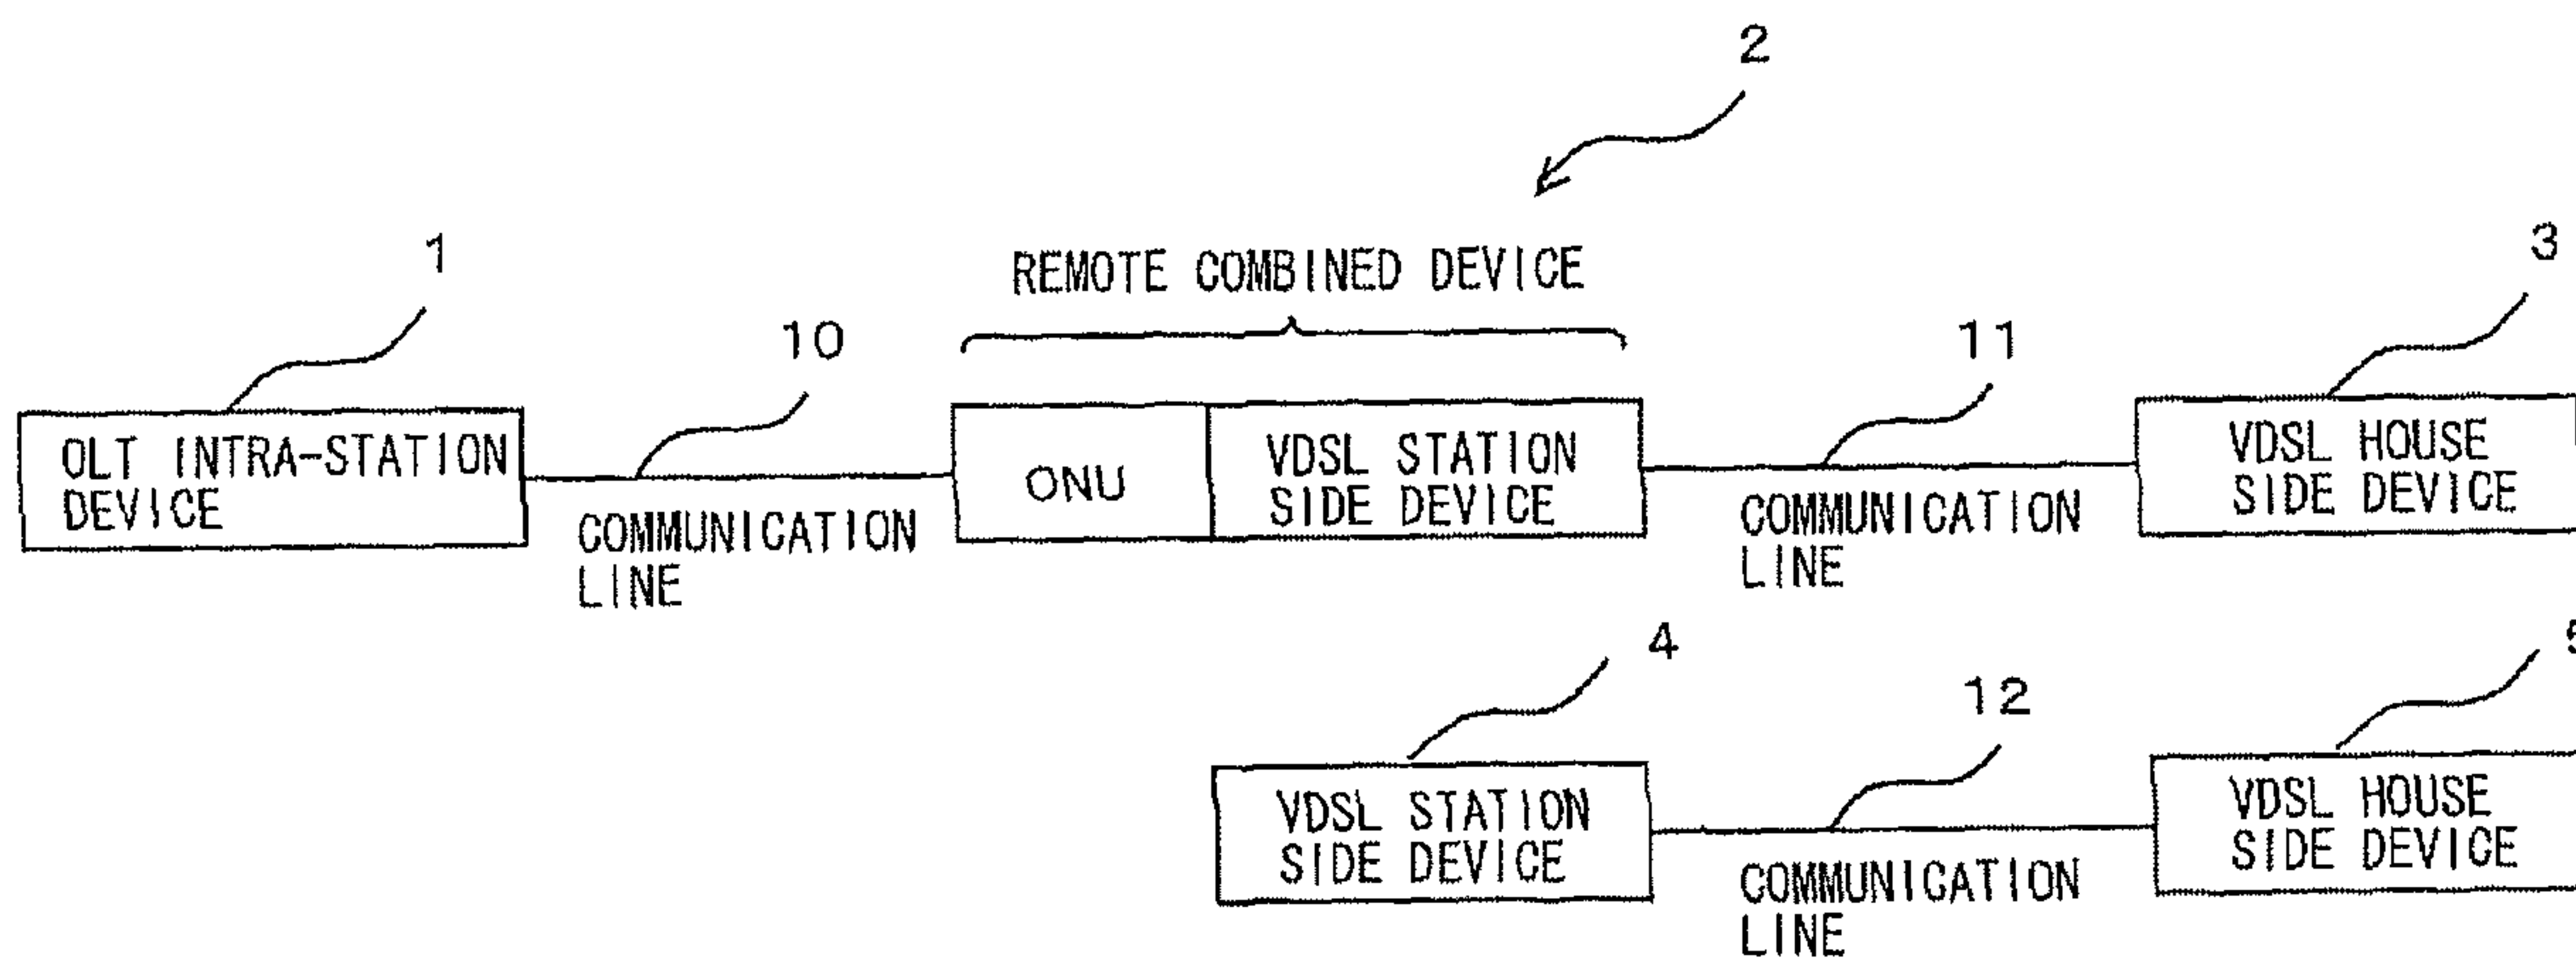 2
1
REMOTE COMBINED DEVICE
3
10
11
OLT INTRA-STATION
DEVICE
ONU
VDSL STATION
SIDE DEVICE
VDSL HOUSE
SIDE DEVICE
COMMUNICATION
LINE
COMMUNICATION
LINE
4
12
5
VDSL STATION
SIDE DEVICE
VDSL HOUSE
SIDE DEVICE
COMMUNICATION
LINE